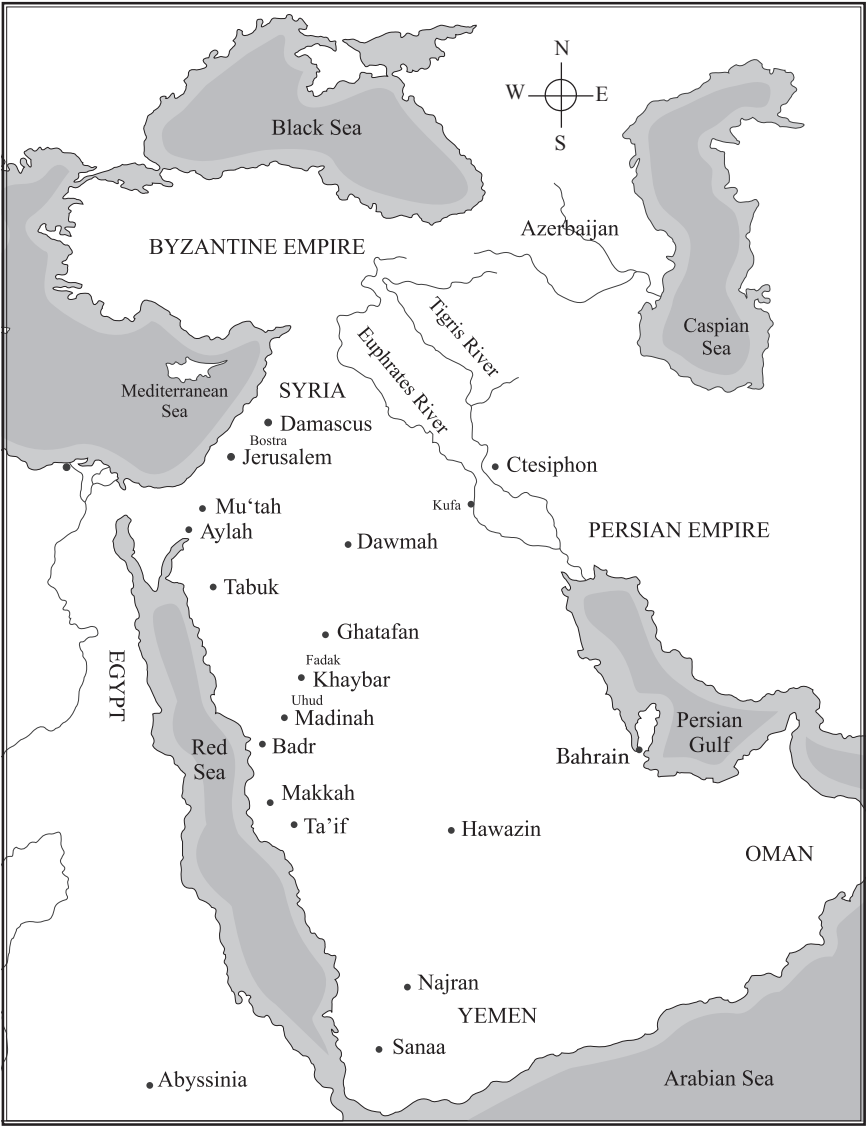 N
W
E
S
Black Sea
Azerbaijan
BYZANTINE EMPIRE
Tigris River
Euphrates River
Caspian
Sea
Mediterranean
Sea
SYRIA
Damascus
Bostra
Jerusalem
Ctesiphon
Kufa
Mu‘tah
Aylah
Dawmah
PERSIAN EMPIRE
Tabuk
Ghatafan
Fadak
Khaybar
EGYPT
Uhud
Madinah
Badr
Red
Sea
Persian
Gulf
Bahrain
Makkah
Ta’if
Hawazin
OMAN
Najran
YEMEN
Sanaa
Abyssinia
Arabian Sea